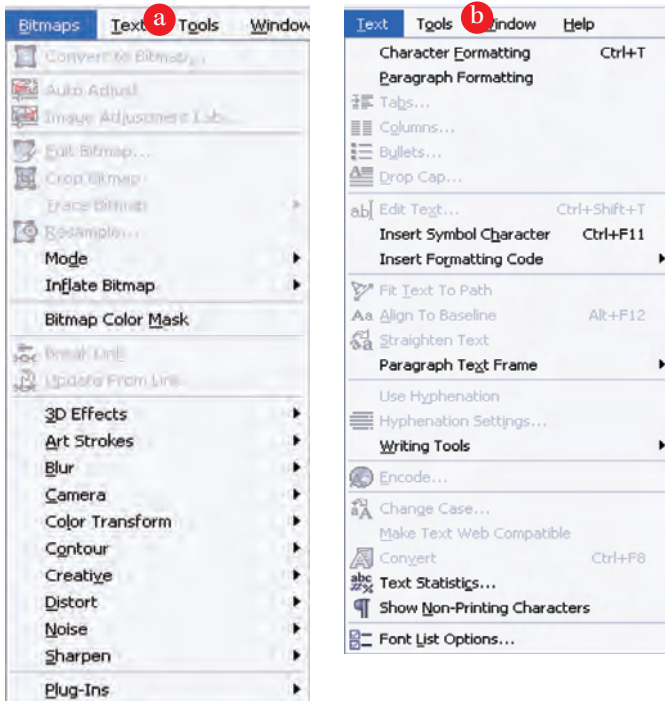 Bitmaps Text a Tools Window
Convert to Bitmap...
Auto Adjust
Image Adjustment Lab...
Edit Bitmap...
Crop Bitmap
Trace Bitmap
Resample...
Mode
Inflate Bitmap
Bitmap Color Mask
Break Link
Update From Link
3D Effects
Art Strokes
Blur
Camera
Color Transform
Contour
Creative
Distort
Noise
Sharpen
Plug-Ins
Text Tools b Window Help
Character Formatting Ctrl+T
Paragraph Formatting
Tabs...
Columns...
Bullets...
Drop Cap...
Edit Text... Ctrl+Shift+T
Insert Symbol Character Ctrl+F11
Insert Formatting Code
Fit Text To Path
Align To Baseline Alt+F12
Straighten Text
Paragraph Text Frame
Use Hyphenation
Hyphenation Settings...
Writing Tools
Encode...
Change Case...
Make Text Web Compatible
Convert Ctrl+F8
Text Statistics...
Show Non-Printing Characters
Font List Options...